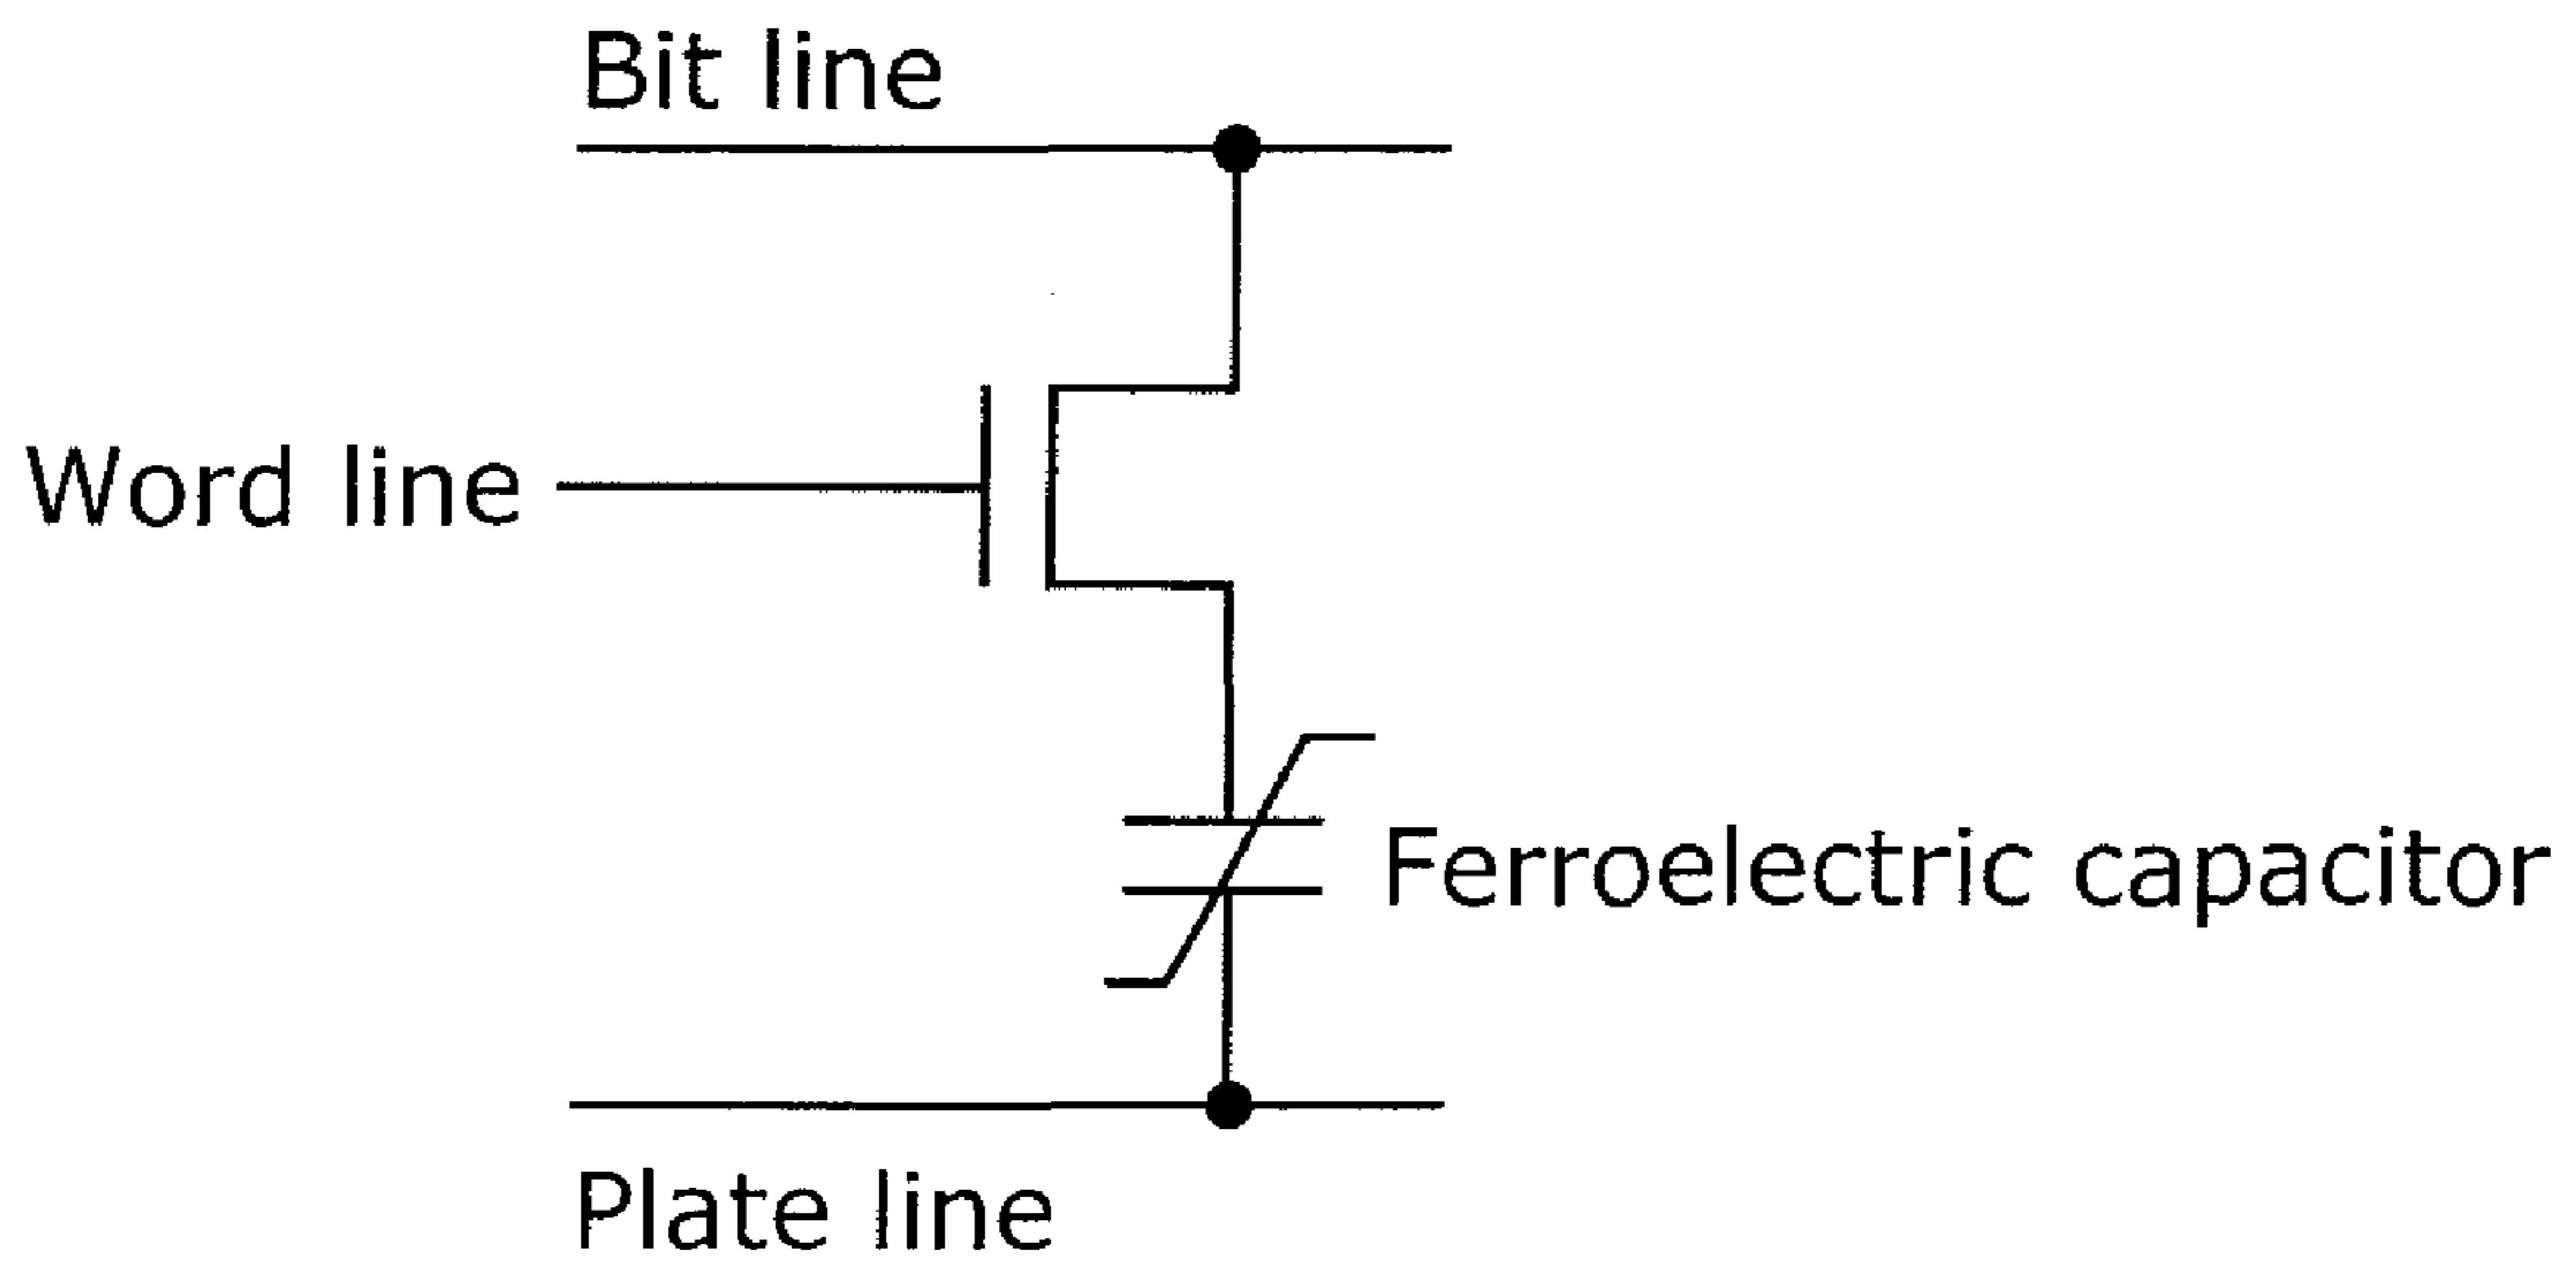 Bit line
Word line
Ferroelectric capacitor
Plate line